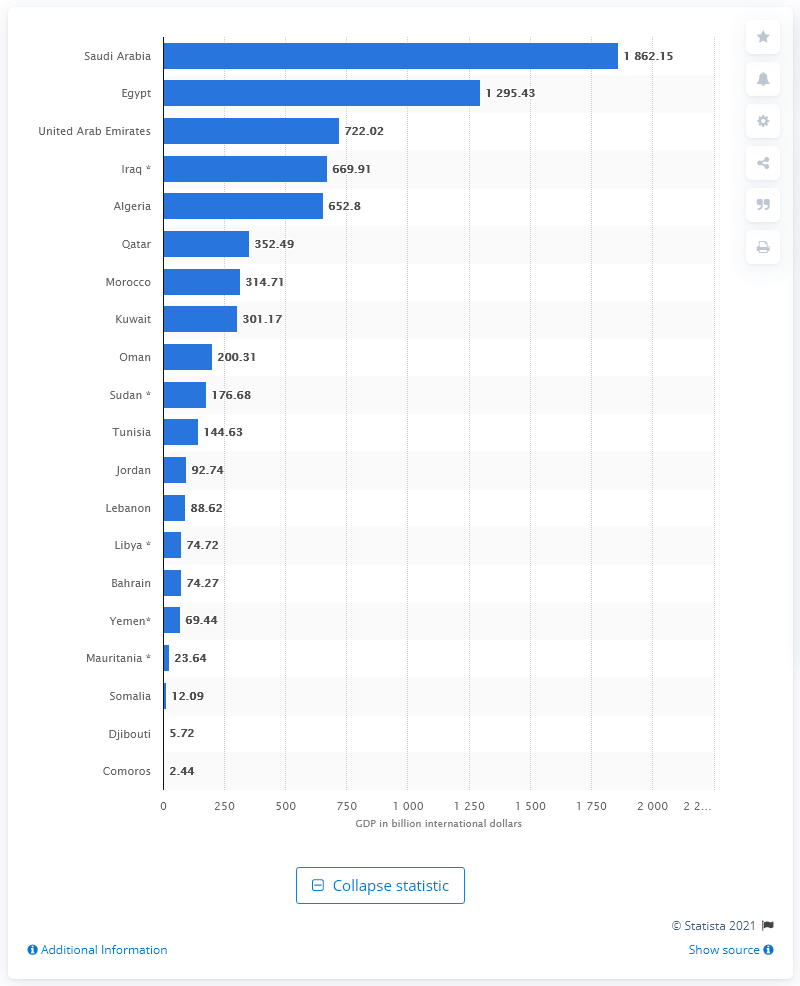 Saudi Arabia 1 862.15
Egypt 1 295.43
United Arab Emirates 722.02
Iraq * 669.91
Algeria 652.8
Qatar 352.49
Morocco 314.71
Kuwait 301.17
Oman 200.31
Sudan * 176.68
Tunisia 144.63
Jordan 92.74
Lebanon 88.62
Libya * 74.72
Bahrain 74.27
Yemen* 69.44
Mauritania * 23.64
Somalia 12.09
Djibouti 5.72
Comoros 2.44
0 250 500 750 1 000 1 250 1 500 1 750 2 000 2 2...
GDP in billion international dollars
Collapse statistic
© Statista 2021
Additional Information Show source